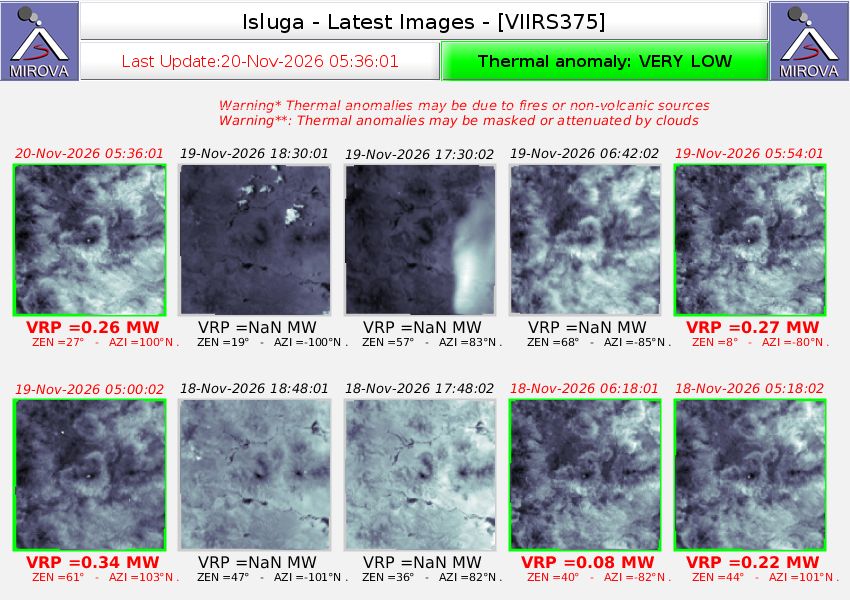 Isluga - Latest Images - [VIIRS375]
MIROVA
Last Update:20-Nov-2026 05:36:01
Thermal anomaly: VERY LOW
MIROVA
Warning* Thermal anomalies may be due to fires or non-volcanic sources
Warning**: Thermal anomalies may be masked or attenuated by clouds
20-Nov-2026 05:36:01 19-Nov-2026 18:30:01 19-Nov-2026 17:30:02 19-Nov-2026 06:42:02 19-Nov-2026 05:54:01
VRP =0.26 MW VRP =NaN MW VRP =NaN MW VRP =NaN MW VRP =0.27 MW
ZEN =27° - AZI =100°N . ZEN =19° - AZI =-100°N . ZEN =57° - AZI =83°N . ZEN =68° - AZI =-85°N . ZEN =8° - AZI =-80°N .
19-Nov-2026 05:00:02 18-Nov-2026 18:48:01 18-Nov-2026 17:48:02 18-Nov-2026 06:18:01 18-Nov-2026 05:18:02
VRP =0.34 MW VRP =NaN MW VRP =NaN MW VRP =0.08 MW VRP =0.22 MW
ZEN =61° - AZI =103°N . ZEN =47° - AZI =-101°N . ZEN =36° - AZI =82°N . ZEN =40° - AZI =-82°N . ZEN =44° - AZI =101°N .